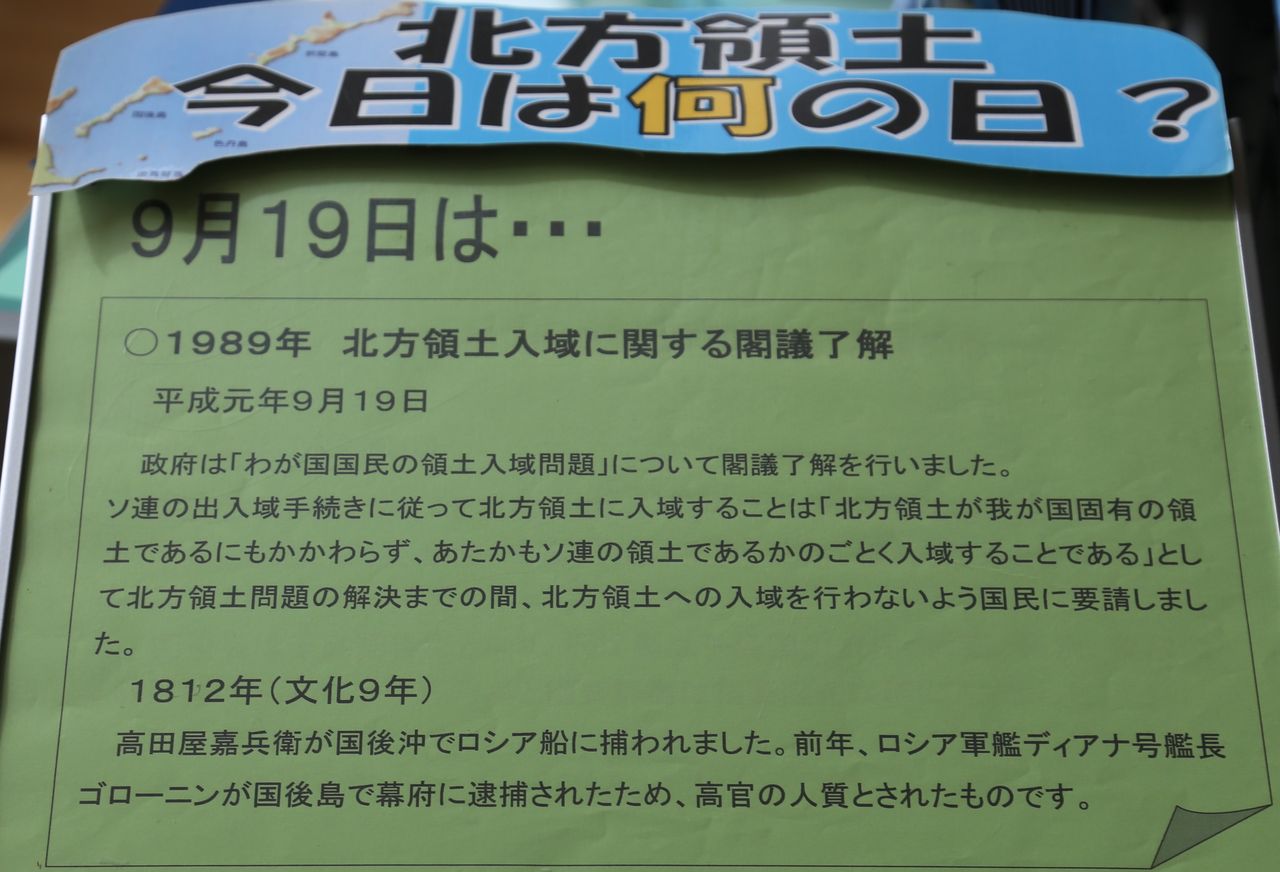 北方領土
今日は何の日？
択捉島
国後島
色丹島
9月19日は・・・
○1989年　北方領土入域に関する閣議了解
平成元年9月19日
政府は「わが国国民の領土入域問題」について閣議了解を行いました。
ソ連の出入域手続きに従って北方領土に入域することは「北方領土が我が国固有の領
土であるにもかかわらず、あたかもソ連の領土であるかのごとく入域することである」とし
て北方領土問題の解決までの間、北方領土への入域を行わないよう国民に要請しまし
た。
1812年（文化9年）
高田屋嘉兵衛が国後沖でロシア船に捕われました。前年、ロシア軍艦ディアナ号艦長
ゴローニンが国後島で幕府に逮捕されたため、高官の人質とされたものです。